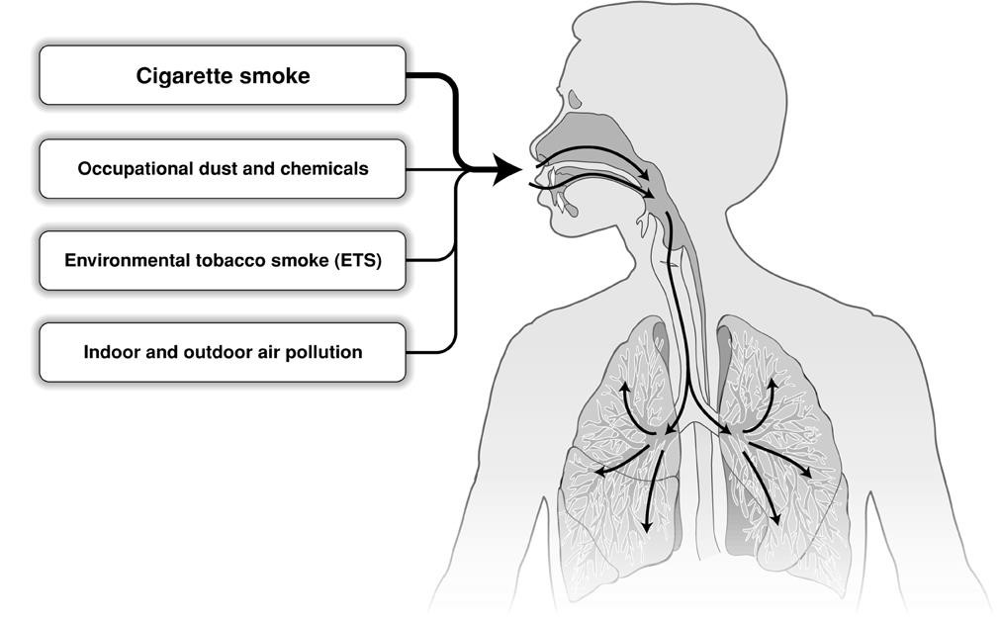 Cigarette smoke
Occupational dust and chemicals
Environmental tobacco smoke (ETS)
Indoor and outdoor air pollution